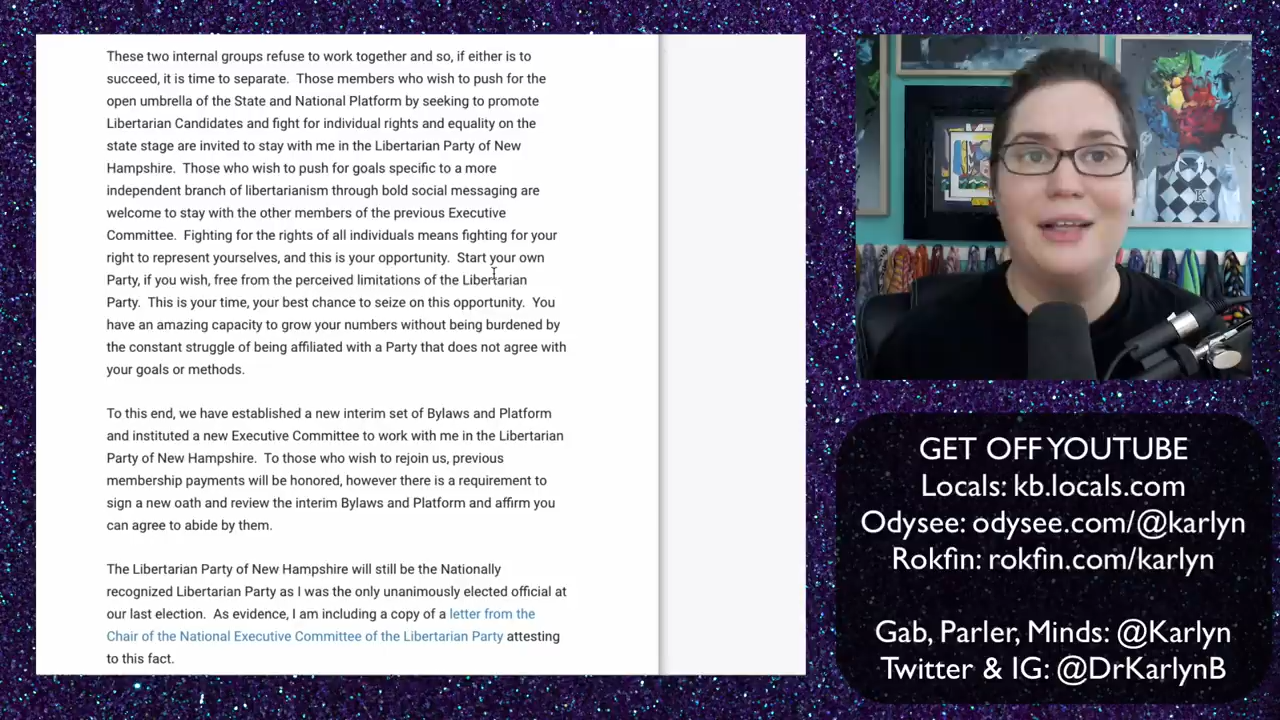 These two internal groups refuse to work together and so, if either is to
succeed, it is time to separate.  Those members who wish to push for the
open umbrella of the State and National Platform by seeking to promote
Libertarian Candidates and fight for individual rights and equality on the
state stage are invited to stay with me in the Libertarian Party of New
Hampshire.  Those who wish to push for goals specific to a more
independent branch of libertarianism through bold social messaging are
welcome to stay with the other members of the previous Executive
Committee.  Fighting for the rights of all individuals means fighting for your
right to represent yourselves, and this is your opportunity.  Start your own
Party, if you wish, free from the perceived limitations of the Libertarian
Party.  This is your time, your best chance to seize on this opportunity.  You
have an amazing capacity to grow your numbers without being burdened by
the constant struggle of being affiliated with a Party that does not agree with
your goals or methods.
To this end, we have established a new interim set of Bylaws and Platform
and instituted a new Executive Committee to work with me in the Libertarian
Party of New Hampshire.  To those who wish to rejoin us, previous
membership payments will be honored, however there is a requirement to
sign a new oath and review the interim Bylaws and Platform and affirm you
can agree to abide by them.
The Libertarian Party of New Hampshire will still be the Nationally
recognized Libertarian Party as I was the only unanimously elected official at
our last election.  As evidence, I am including a copy of a letter from the
Chair of the National Executive Committee of the Libertarian Party attesting
to this fact.
K
GET OFF YOUTUBE
Locals: kb.locals.com
Odysee: odysee.com/@karlyn
Rokfin: rokfin.com/karlyn
Gab, Parler, Minds: @Karlyn
Twitter & IG: @DrKarlynB